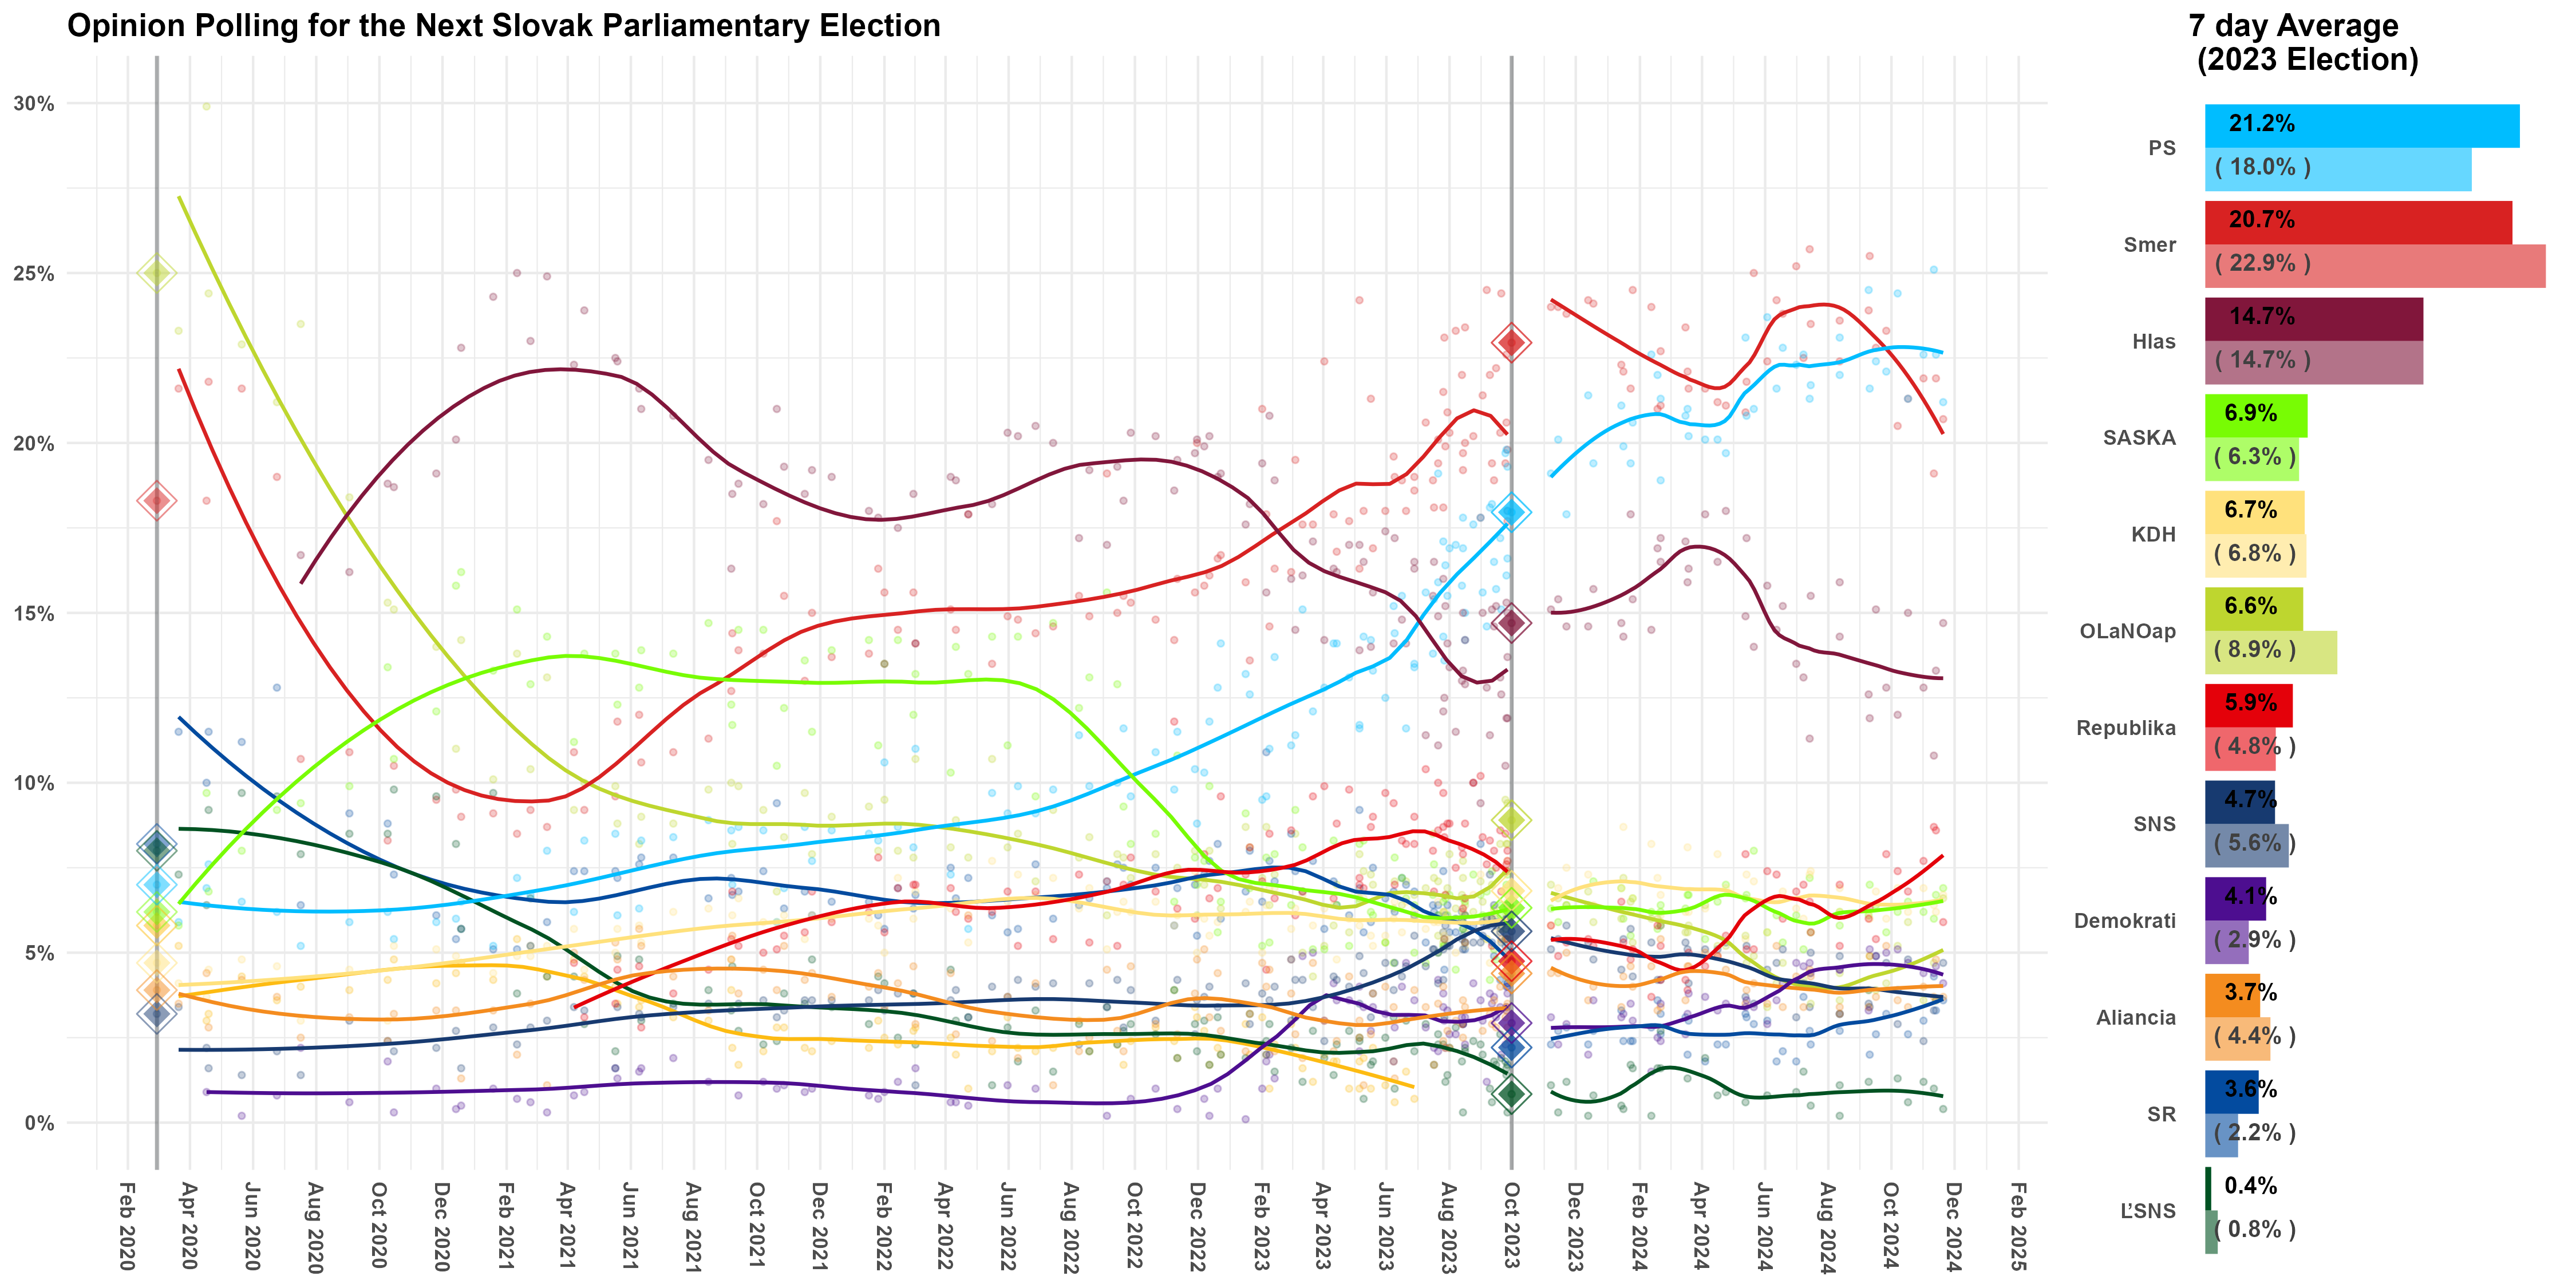 Opinion Polling for the Next Slovak Parliamentary Election
7 day Average
(2023 Election)
30%
25%
20%
15%
10%
5%
0%
Feb 2020
Apr 2020
Jun 2020
Aug 2020
Oct 2020
Dec 2020
Feb 2021
Apr 2021
Jun 2021
Aug 2021
Oct 2021
Dec 2021
Feb 2022
Apr 2022
Jun 2022
Aug 2022
Oct 2022
Dec 2022
Feb 2023
Apr 2023
Jun 2023
Aug 2023
Oct 2023
Dec 2023
Feb 2024
Apr 2024
Jun 2024
Aug 2024
Oct 2024
Dec 2024
Feb 2025
PS
21.2%
( 18.0% )
Smer
20.7%
( 22.9% )
Hlas
14.7%
( 14.7% )
SASKA
6.9%
( 6.3% )
KDH
6.7%
( 6.8% )
OLaNOap
6.6%
( 8.9% )
Republika
5.9%
( 4.8% )
SNS
4.7%
( 5.6% )
Demokrati
4.1%
( 2.9% )
Aliancia
3.7%
( 4.4% )
SR
3.6%
( 2.2% )
ĽSNS
0.4%
( 0.8% )